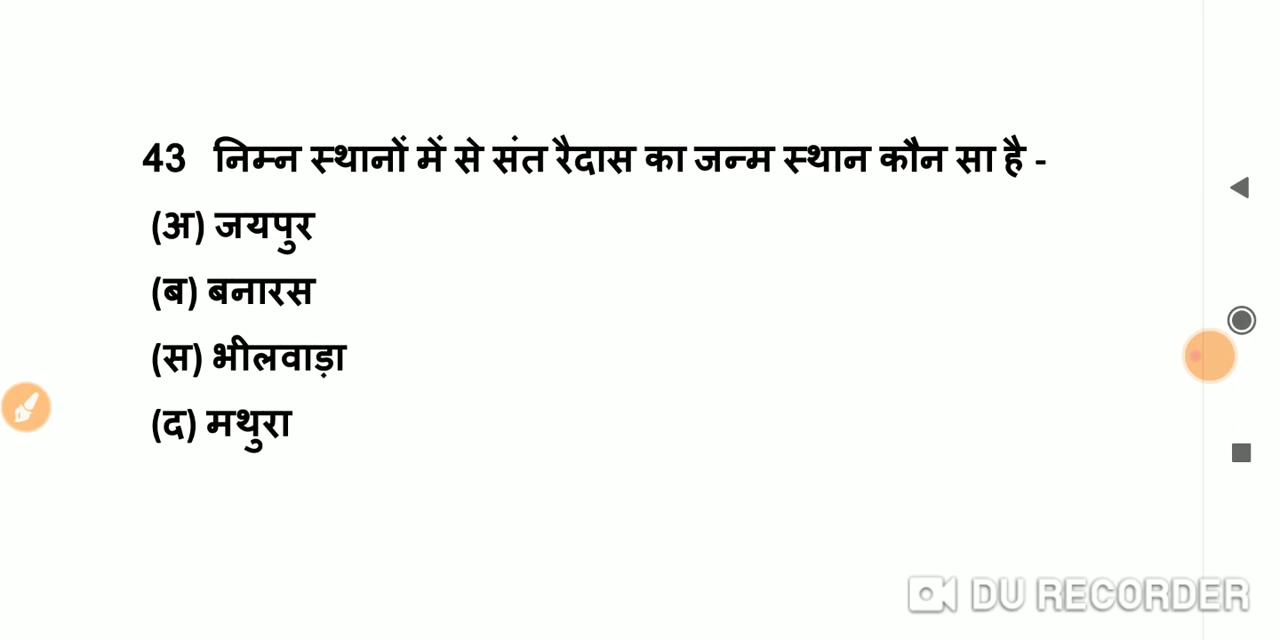 43 निम्न स्थानों में से संत रैदास का जन्म स्थान कौन सा है -
(अ) जयपुर
(ब) बनारस
(स) भीलवाड़ा
(द) मथुरा
DU RECORDER